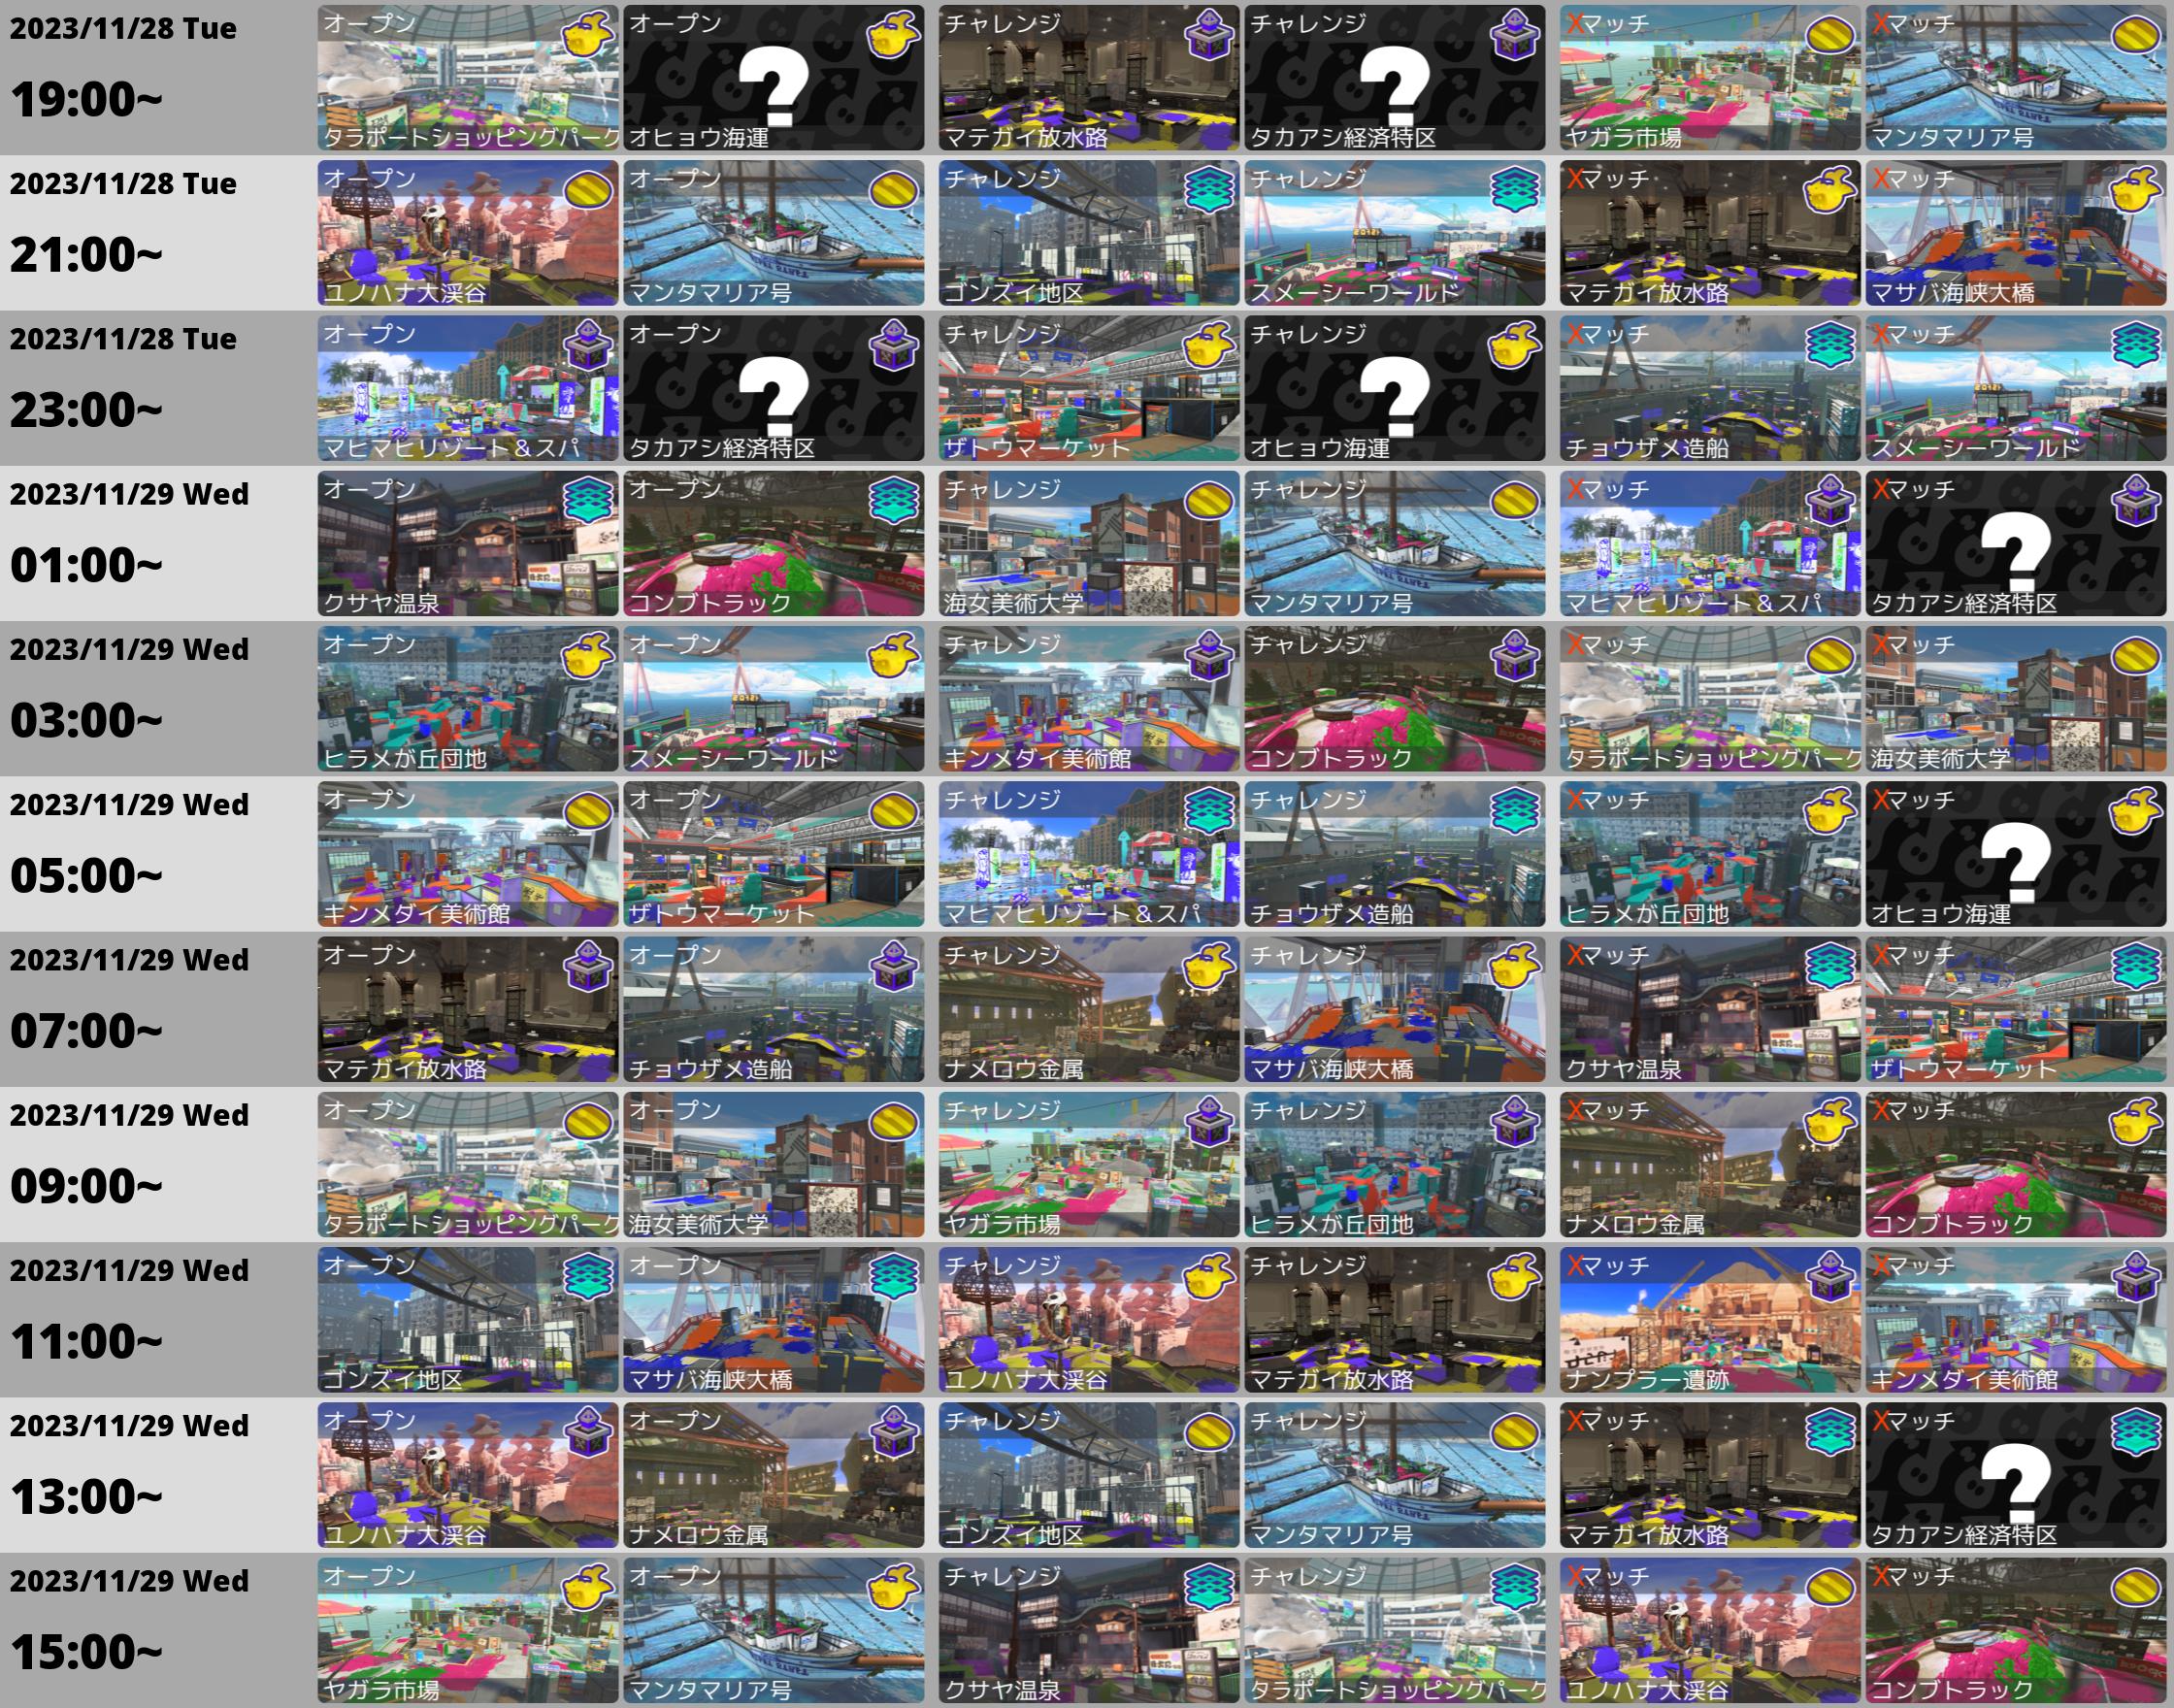 2023/11/28 Tue
19:00~
オープン オープン チャレンジ チャレンジ Xマッチ Xマッチ
タラポートショッピングパーク オヒョウ海運 マテガイ放水路 タカアシ経済特区 ヤガラ市場 マンタマリア号
2023/11/28 Tue
21:00~
オープン オープン チャレンジ チャレンジ Xマッチ Xマッチ
ユノハナ大渓谷 マンタマリア号 ゴンズイ地区 スメーシーワールド マテガイ放水路 マサバ海峡大橋
2023/11/28 Tue
23:00~
オープン オープン チャレンジ チャレンジ Xマッチ Xマッチ
マヒマヒリゾート＆スパ タカアシ経済特区 ザトウマーケット オヒョウ海運 チョウザメ造船 スメーシーワールド
2023/11/29 Wed
01:00~
オープン オープン チャレンジ チャレンジ Xマッチ Xマッチ
クサヤ温泉 コンブトラック 海女美術大学 マンタマリア号 マヒマヒリゾート＆スパ タカアシ経済特区
2023/11/29 Wed
03:00~
オープン オープン チャレンジ チャレンジ Xマッチ Xマッチ
ヒラメが丘団地 スメーシーワールド キンメダイ美術館 コンブトラック タラポートショッピングパーク 海女美術大学
2023/11/29 Wed
05:00~
オープン オープン チャレンジ チャレンジ Xマッチ Xマッチ
キンメダイ美術館 ザトウマーケット マヒマヒリゾート＆スパ チョウザメ造船 ヒラメが丘団地 オヒョウ海運
2023/11/29 Wed
07:00~
オープン オープン チャレンジ チャレンジ Xマッチ Xマッチ
マテガイ放水路 チョウザメ造船 ナメロウ金属 マサバ海峡大橋 クサヤ温泉 ザトウマーケット
2023/11/29 Wed
09:00~
オープン オープン チャレンジ チャレンジ Xマッチ Xマッチ
タラポートショッピングパーク 海女美術大学 ヤガラ市場 ヒラメが丘団地 ナメロウ金属 コンブトラック
2023/11/29 Wed
11:00~
オープン オープン チャレンジ チャレンジ Xマッチ Xマッチ
ゴンズイ地区 マサバ海峡大橋 ユノハナ大渓谷 マテガイ放水路 ナンプラー遺跡 キンメダイ美術館
2023/11/29 Wed
13:00~
オープン オープン チャレンジ チャレンジ Xマッチ Xマッチ
ユノハナ大渓谷 ナメロウ金属 ゴンズイ地区 マンタマリア号 マテガイ放水路 タカアシ経済特区
2023/11/29 Wed
15:00~
オープン オープン チャレンジ チャレンジ Xマッチ Xマッチ
ヤガラ市場 マンタマリア号 クサヤ温泉 タラポートショッピングパーク ユノハナ大渓谷 コンブトラック